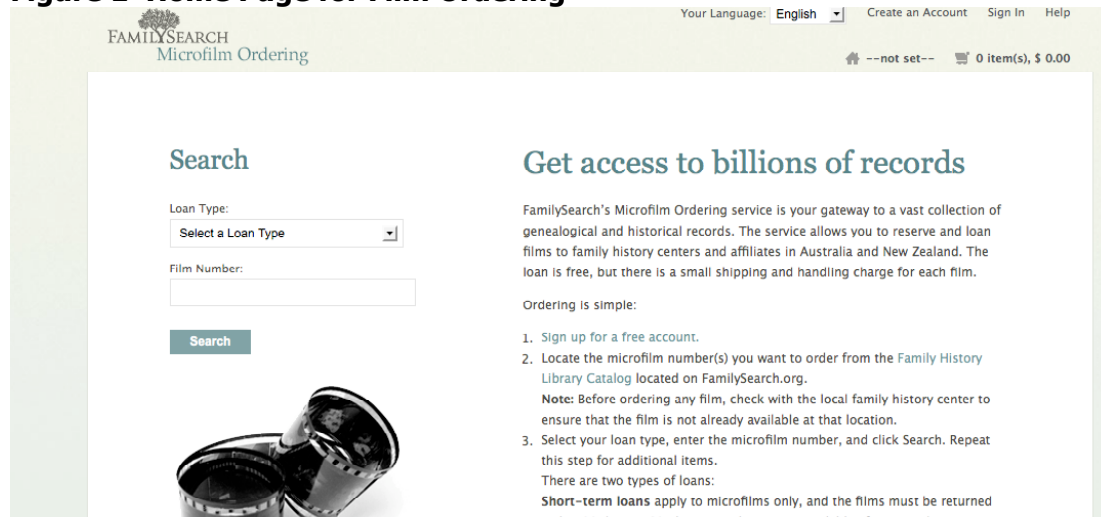 Your Language: English Create an Account Sign In Help
FAMILYSEARCH
Microfilm Ordering
--not set-- 0 item(s), $ 0.00
Search
Loan Type:
Select a Loan Type
Film Number:
Search
Get access to billions of records
FamilySearch's Microfilm Ordering service is your gateway to a vast collection of
genealogical and historical records. The service allows you to reserve and loan
films to family history centers and affiliates in Australia and New Zealand. The
loan is free, but there is a small shipping and handling charge for each film.
Ordering is simple:
1. Sign up for a free account.
2. Locate the microfilm number(s) you want to order from the Family History
Library Catalog located on FamilySearch.org.
Note: Before ordering any film, check with the local family history center to
ensure that the film is not already available at that location.
3. Select your loan type, enter the microfilm number, and click Search. Repeat
this step for additional items.
There are two types of loans:
Short-term loans apply to microfilms only, and the films must be returned